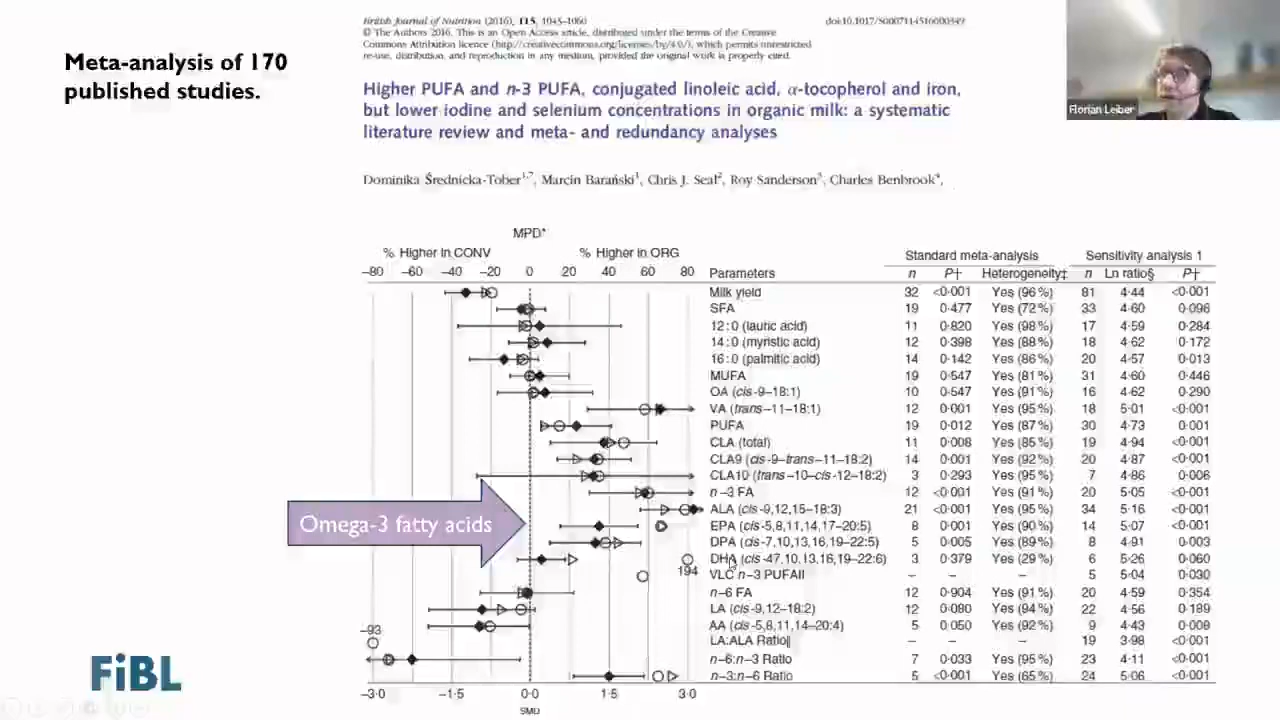 Meta-analysis of 170
published studies.
British Journal of Nutrition (2016), 115, 1043–1060
doi:10.1017/S0007114516000349
© The Authors 2016. This is an Open Access article, distributed under the terms of the Creative
Commons Attribution licence (http://creativecommons.org/licenses/by/4.0/), which permits unrestricted
re-use, distribution, and reproduction in any medium, provided the original work is properly cited.
Higher PUFA and n-3 PUFA, conjugated linoleic acid, α-tocopherol and iron,
but lower iodine and selenium concentrations in organic milk: a systematic
literature review and meta- and redundancy analyses
Dominika Średnicka-Tober1,2, Marcin Barański1, Chris J. Seal2, Roy Sanderson3, Charles Benbrook4,
Florian Leiber
MPD*
% Higher in CONV % Higher in ORG Standard meta-analysis Sensitivity analysis 1
–80 –60 –40 –20 0 20 40 60 80 Parameters n P† Heterogeneity‡ n Ln ratio§ P†
Milk yield 32 <0·001 Yes (96 %) 81 4·44 <0·001
SFA 19 0·477 Yes (72 %) 33 4·60 0·096
12:0 (lauric acid) 11 0·820 Yes (98 %) 17 4·59 0·284
14:0 (myristic acid) 12 0·398 Yes (88 %) 18 4·62 0·172
16:0 (palmitic acid) 14 0·142 Yes (86 %) 20 4·57 0·013
MUFA 19 0·547 Yes (81 %) 31 4·60 0·446
OA (cis-9–18:1) 10 0·547 Yes (91 %) 16 4·62 0·290
VA (trans–11–18:1) 12 0·001 Yes (95 %) 18 5·01 <0·001
PUFA 19 0·012 Yes (87 %) 30 4·73 0·001
CLA (total) 11 0·008 Yes (85 %) 19 4·94 <0·001
CLA9 (cis-9–trans–11–18:2) 14 0·001 Yes (92 %) 20 4·87 <0·001
CLA10 (trans–10–cis-12–18:2) 3 0·293 Yes (95 %) 7 4·86 0·006
n–3 FA 12 <0·001 Yes (91 %) 20 5·05 <0·001
ALA (cis-9,12,15–18:3) 21 <0·001 Yes (95 %) 34 5·16 <0·001
Omega-3 fatty acids
EPA (cis-5,8,11,14,17–20:5) 8 0·001 Yes (90 %) 14 5·07 <0·001
DPA (cis-7,10,13,16,19–22:5) 5 0·005 Yes (89 %) 8 4·91 0·003
DHA (cis-47,10,13,16,19–22:6) 3 0·379 Yes (29 %) 6 5·26 0·060
194
VLC n–3 PUFAII – – – 5 5·04 0·030
n–6 FA 12 0·904 Yes (91 %) 20 4·59 0·354
LA (cis-9,12–18:2) 12 0·080 Yes (94 %) 22 4·56 0·189
AA (cis-5,8,11,14–20:4) 5 0·050 Yes (92 %) 9 4·43 0·008
–93
LA:ALA Ratio|| – – – 19 3·98 <0·001
n–6:n–3 Ratio 7 0·033 Yes (95 %) 23 4·11 <0·001
n–3:n–6 Ratio 5 <0·001 Yes (65 %) 24 5·06 <0·001
–3·0 –1·5 0·0 1·5 3·0
SMD
FiBL